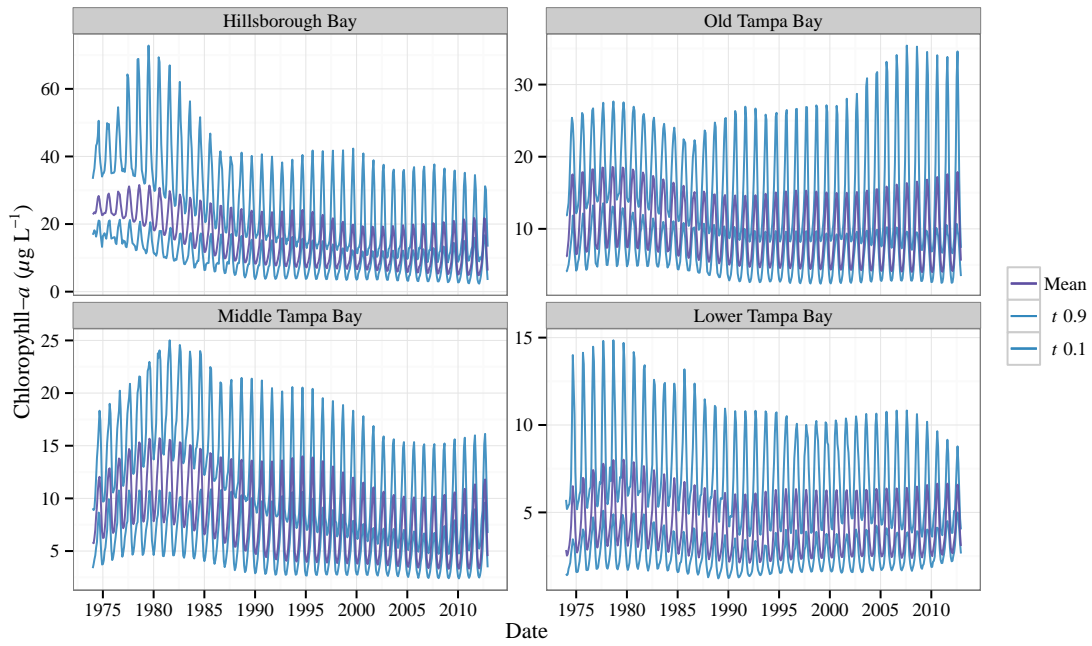 Hillsborough Bay
Old Tampa Bay
60
40
20
0
30
20
10
Middle Tampa Bay
Lower Tampa Bay
25
20
15
10
5
15
10
5
1975 1980 1985 1990 1995 2000 2005 2010
1975 1980 1985 1990 1995 2000 2005 2010
Date
Chloropyhll−a (μg L⁻¹)
Mean
t 0.9
t 0.1